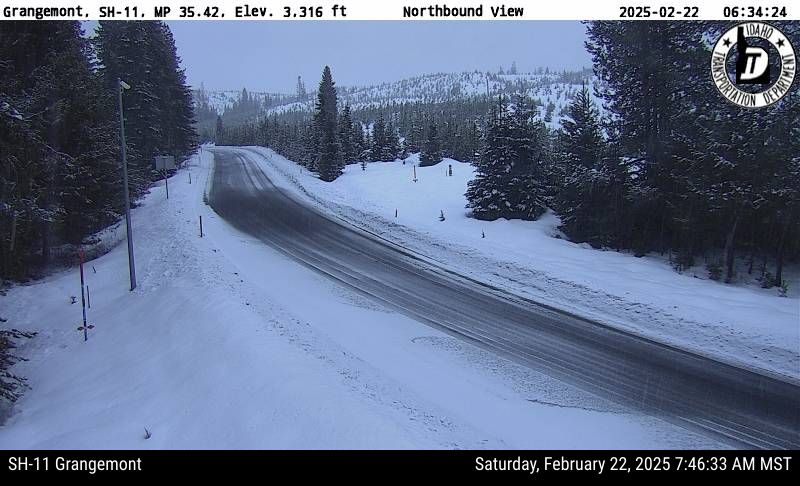 Grangemont, SH-11, MP 35.42, Elev. 3,316 ft Northbound View 2025-02-22 06:34:24
IDAHO
TRANSPORTATION DEPARTMENT
SH-11 Grangemont Saturday, February 22, 2025 7:46:33 AM MST